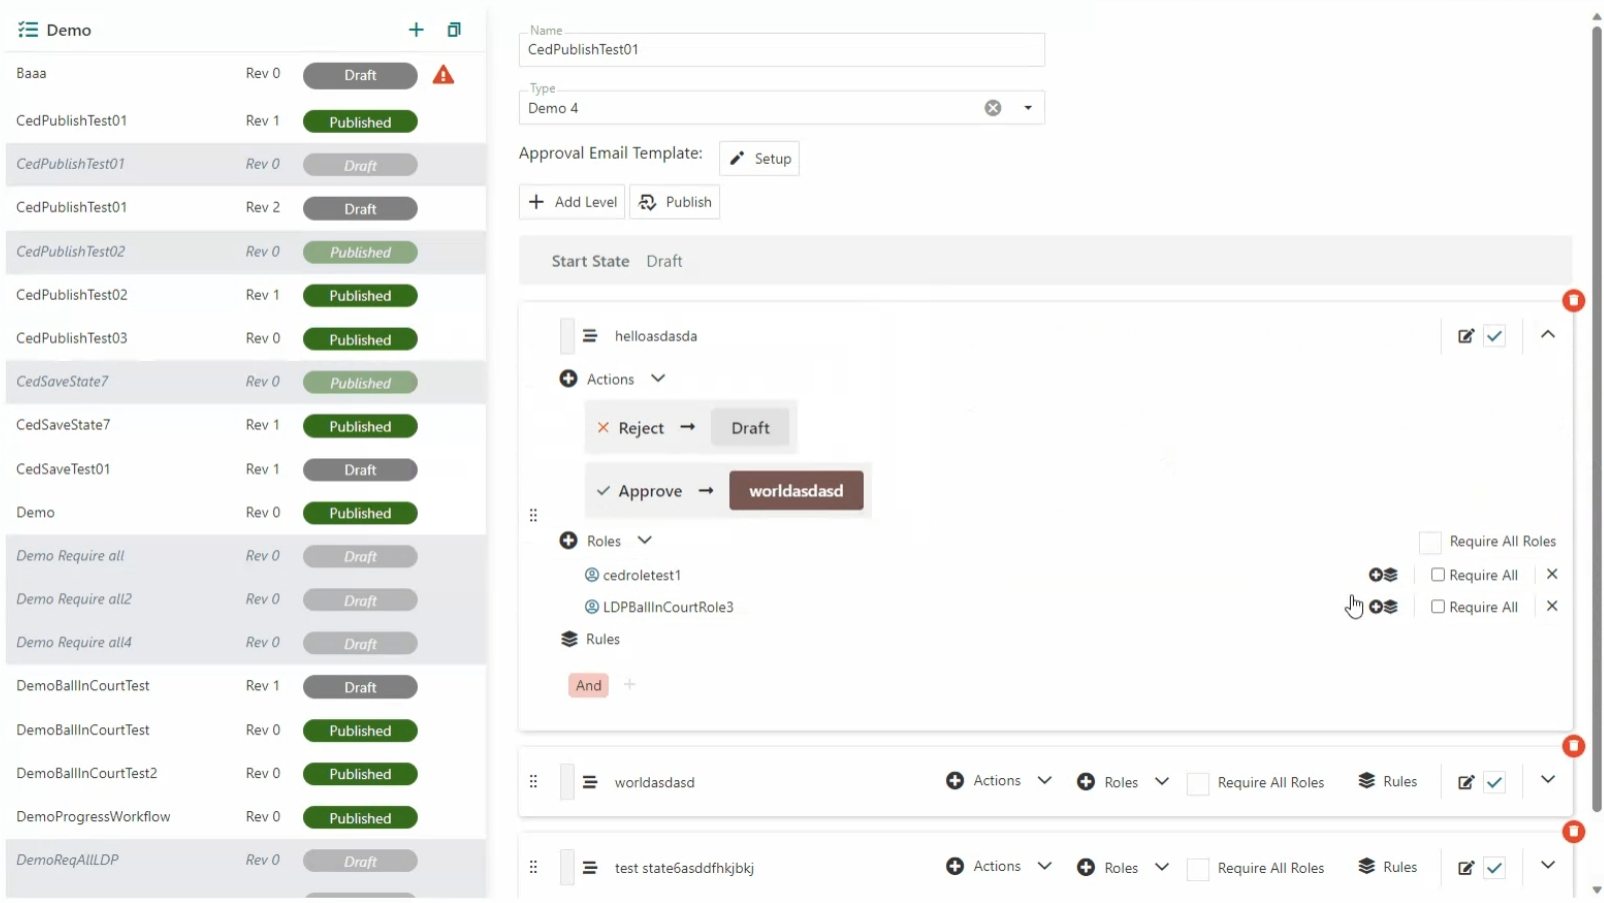 Demo
Baaa Rev 0 Draft
CedPublishTest01 Rev 1 Published
CedPublishTest01 Rev 0 Draft
CedPublishTest01 Rev 2 Draft
CedPublishTest02 Rev 0 Published
CedPublishTest02 Rev 1 Published
CedPublishTest03 Rev 0 Published
CedSaveState7 Rev 0 Published
CedSaveState7 Rev 1 Published
CedSaveTest01 Rev 1 Draft
Demo Rev 0 Published
Demo Require all Rev 0 Draft
Demo Require all2 Rev 0 Draft
Demo Require all4 Rev 0 Draft
DemoBallInCourtTest Rev 1 Draft
DemoBallInCourtTest Rev 0 Published
DemoBallInCourtTest2 Rev 0 Published
DemoProgressWorkflow Rev 0 Published
DemoReqAllLDP Rev 0 Draft
Name
CedPublishTest01
Type
Demo 4
Approval Email Template: Setup
Add Level Publish
Start State Draft
helloasdasda
Actions
Reject → Draft
Approve → worldasdasd
Roles Require All Roles
cedroletest1 Require All
LDPBallInCourtRole3 Require All
Rules
And +
worldasdasd Actions Roles Require All Roles Rules
test state6asddfhkjbkj Actions Roles Require All Roles Rules